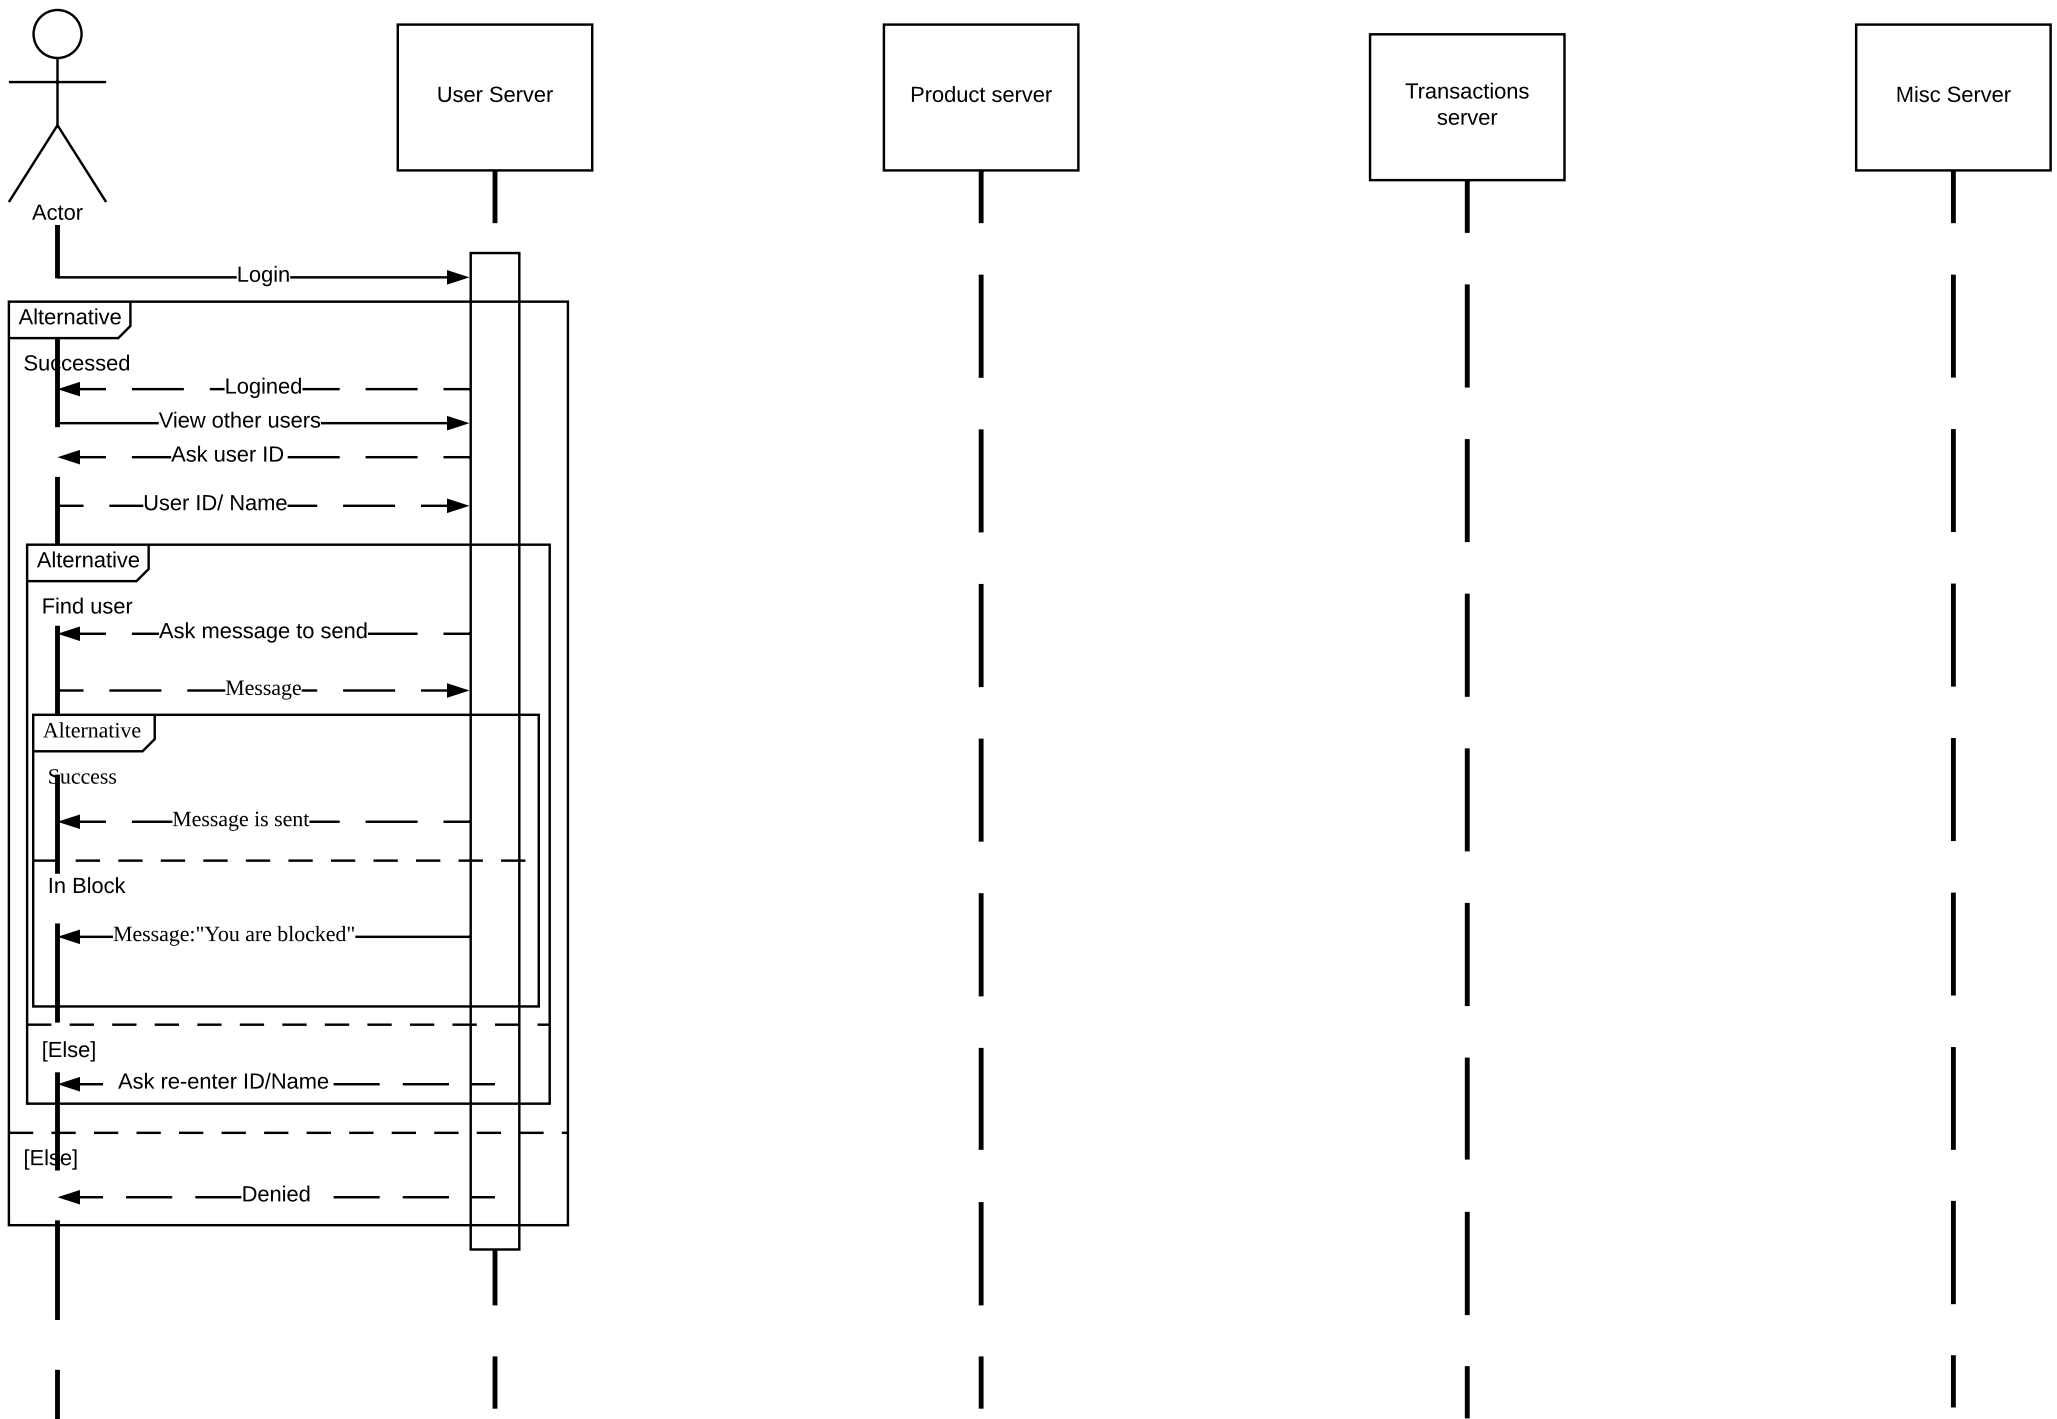 User Server
Product server
Transactions
server
Misc Server
Actor
Login
Alternative
Successed
Logined
View other users
Ask user ID
User ID/ Name
Alternative
Find user
Ask message to send
Message
Alternative
Success
Message is sent
In Block
Message:"You are blocked"
[Else]
Ask re-enter ID/Name
[Else]
Denied